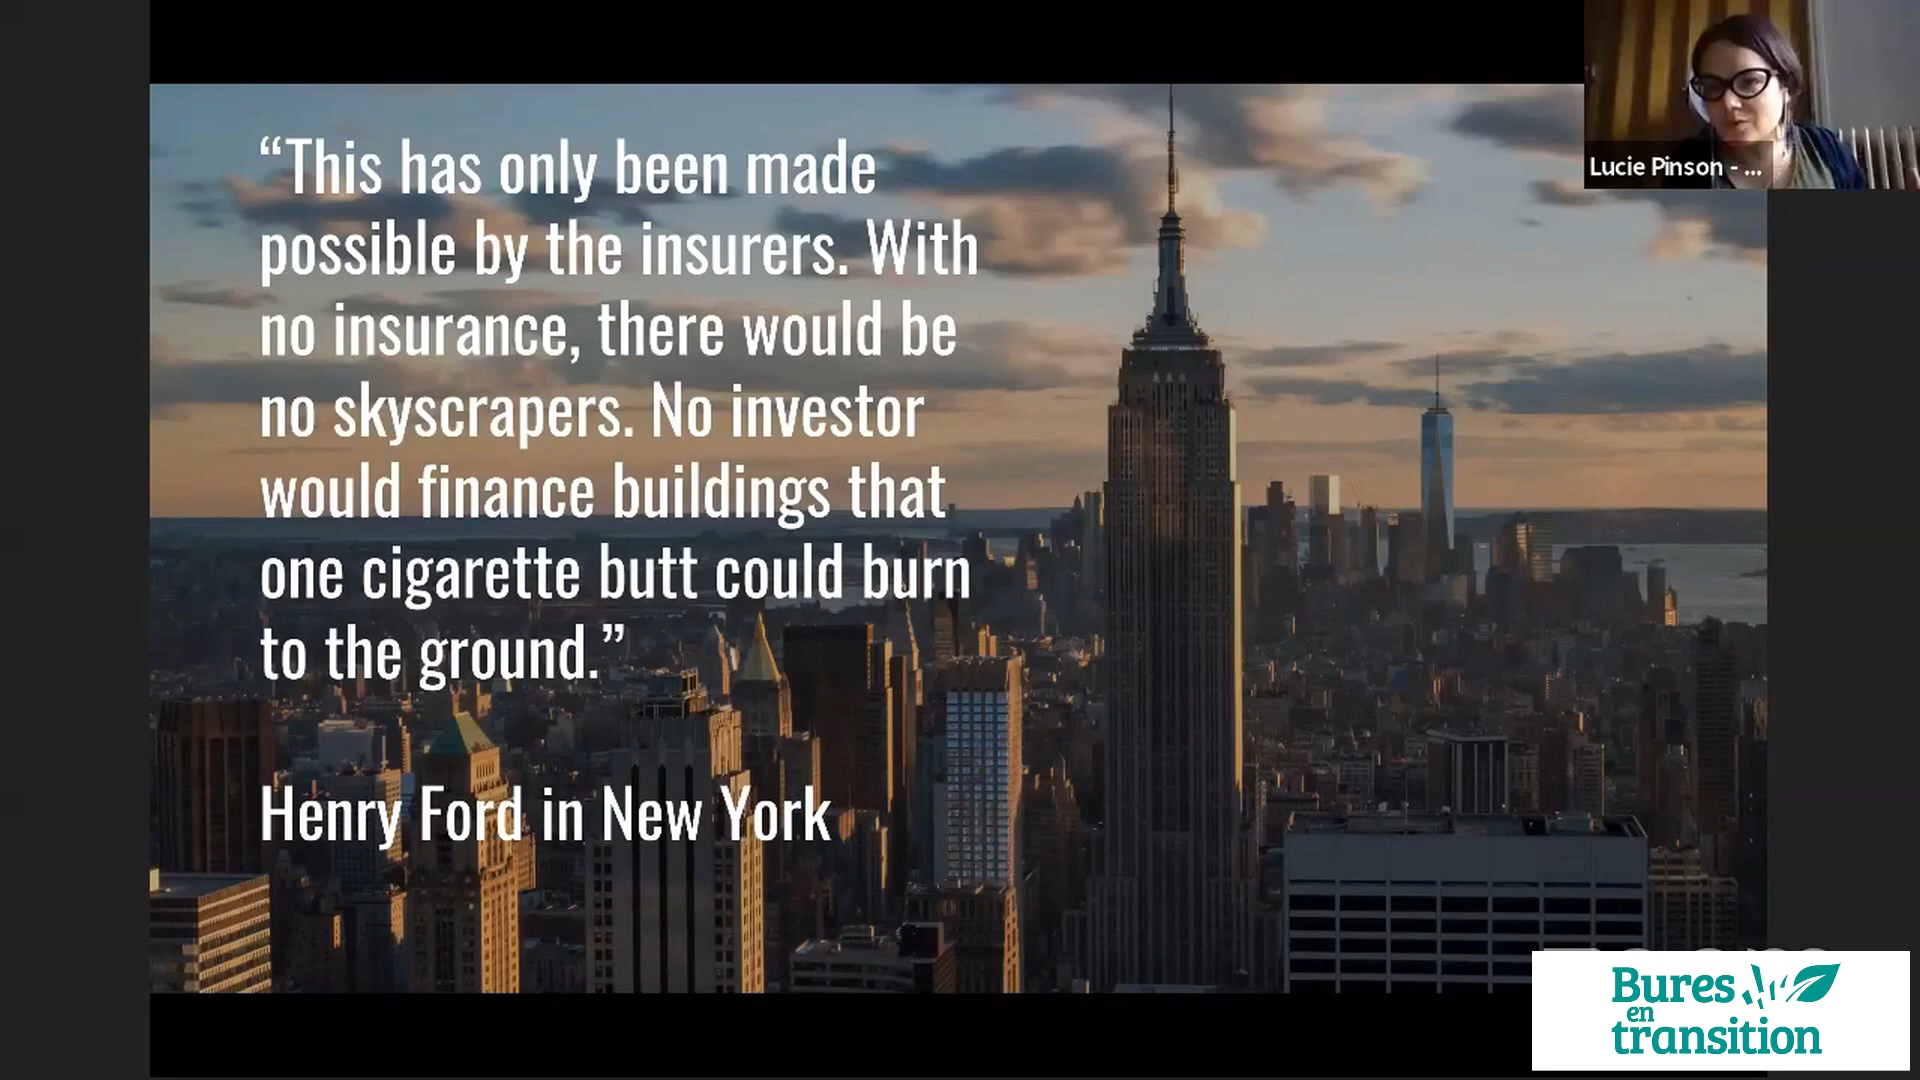 “This has only been made
possible by the insurers. With
no insurance, there would be
no skyscrapers. No investor
would finance buildings that
one cigarette butt could burn
to the ground.”
Henry Ford in New York
Lucie Pinson - ...
Bures
en
transition